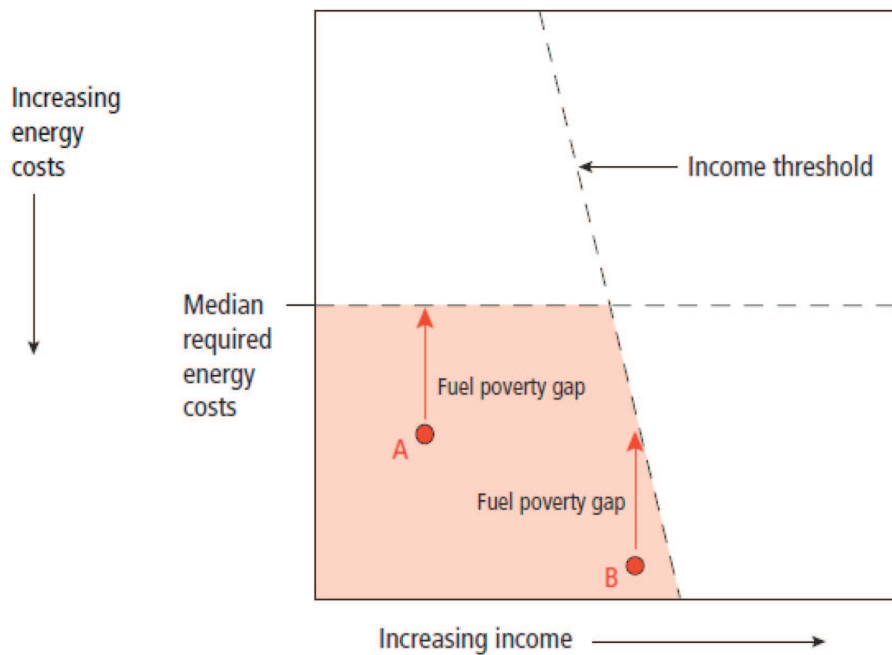 Increasing
energy
costs
Income threshold
Median
required
energy
costs
Fuel poverty gap
A
Fuel poverty gap
B
Increasing income